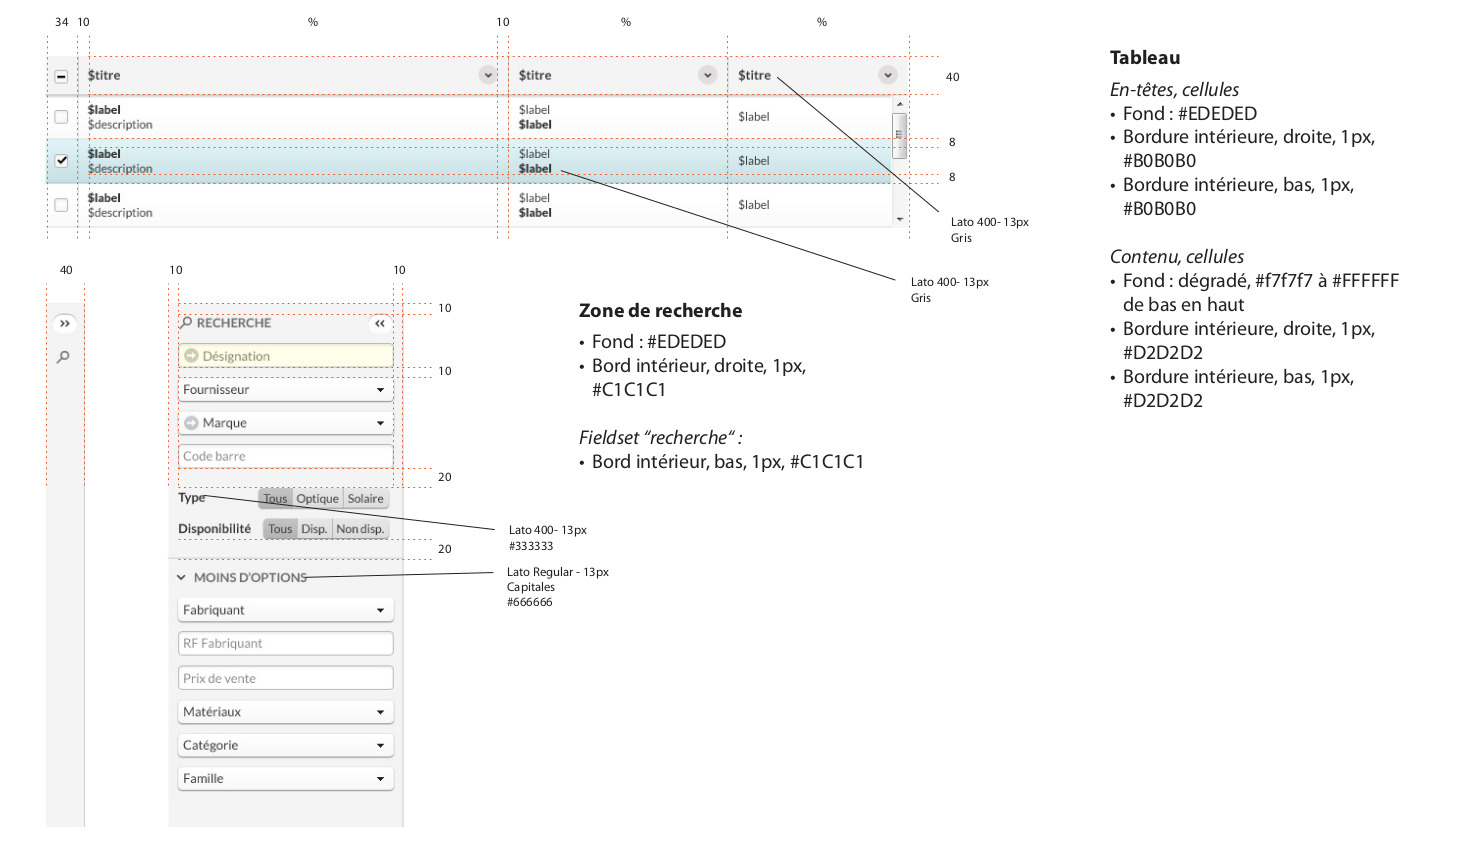 34 10 % 10 % %
$titre $titre $titre
40
$label
$description
$label
$label
$label
8
$label
$description
$label
$label
$label
8
$label
$description
$label
$label
$label
Lato 400- 13px
Gris
Lato 400- 13px
Gris
Tableau
En-têtes, cellules
• Fond : #EDEDED
• Bordure intérieure, droite, 1px,
#B0B0B0
• Bordure intérieure, bas, 1px,
#B0B0B0
Contenu, cellules
• Fond : dégradé, #f7f7f7 à #FFFFFF
de bas en haut
• Bordure intérieure, droite, 1px,
#D2D2D2
• Bordure intérieure, bas, 1px,
#D2D2D2
40 10 10
10
RECHERCHE
Désignation
10
Fournisseur
Marque
Code barre
20
Type Tous Optique Solaire
Disponibilité Tous Disp. Non disp.
20
MOINS D'OPTIONS
Fabriquant
RF Fabriquant
Prix de vente
Matériaux
Catégorie
Famille
Lato 400- 13px
#333333
Lato Regular - 13px
Capitales
#666666
Zone de recherche
• Fond : #EDEDED
• Bord intérieur, droite, 1px,
#C1C1C1
Fieldset “recherche“ :
• Bord intérieur, bas, 1px, #C1C1C1